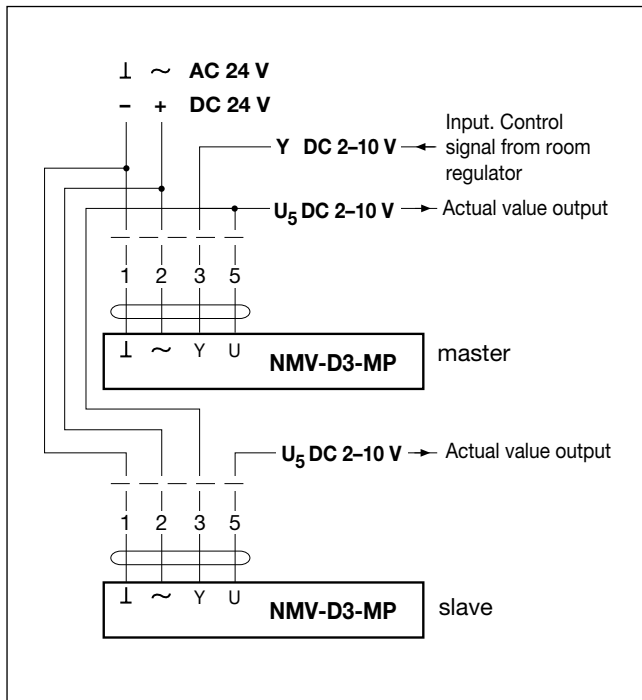 ⊥ ~ AC 24 V
– + DC 24 V
Y DC 2–10 V
Input. Control
signal from room
regulator
U5 DC 2–10 V
Actual value output
1 2 3 5
⊥ ~ Y U
NMV-D3-MP
master
U5 DC 2–10 V
Actual value output
1 2 3 5
⊥ ~ Y U
NMV-D3-MP
slave